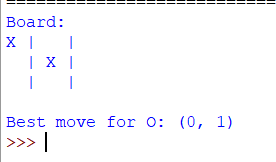 ===========================
Board:
X |   |
  | X |
  |   |
Best move for O: (0, 1)
>>>